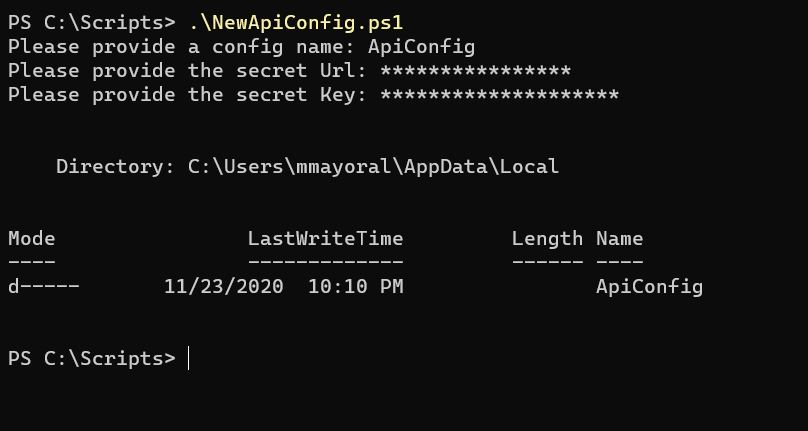 PS C:\Scripts> .\NewApiConfig.ps1
Please provide a config name: ApiConfig
Please provide the secret Url: ****************
Please provide the secret Key: ********************
Directory: C:\Users\mmayoral\AppData\Local
Mode                LastWriteTime         Length Name
----                -------------         ------ ----
d-----       11/23/2020  10:10 PM                ApiConfig
PS C:\Scripts>